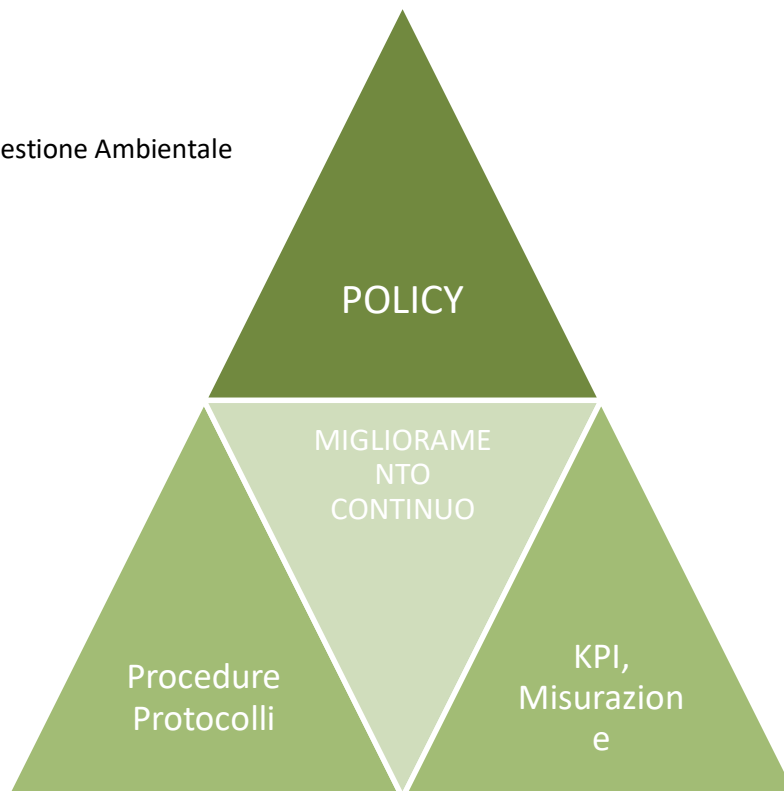 estione Ambientale
POLICY
MIGLIORAME
NTO
CONTINUO
Procedure
Protocolli
KPI,
Misurazion
e